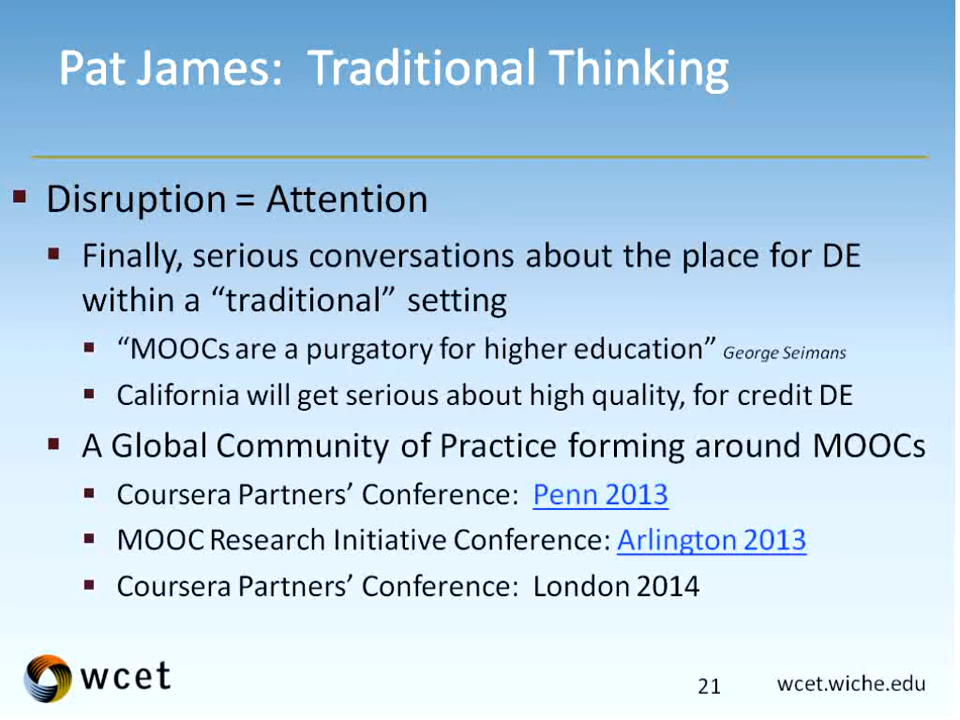 Pat James: Traditional Thinking
Disruption = Attention
Finally, serious conversations about the place for DE
within a “traditional” setting
“MOOCs are a purgatory for higher education” George Seimans
California will get serious about high quality, for credit DE
A Global Community of Practice forming around MOOCs
Coursera Partners’ Conference: Penn 2013
MOOC Research Initiative Conference: Arlington 2013
Coursera Partners’ Conference: London 2014
wcet
21
wcet.wiche.edu